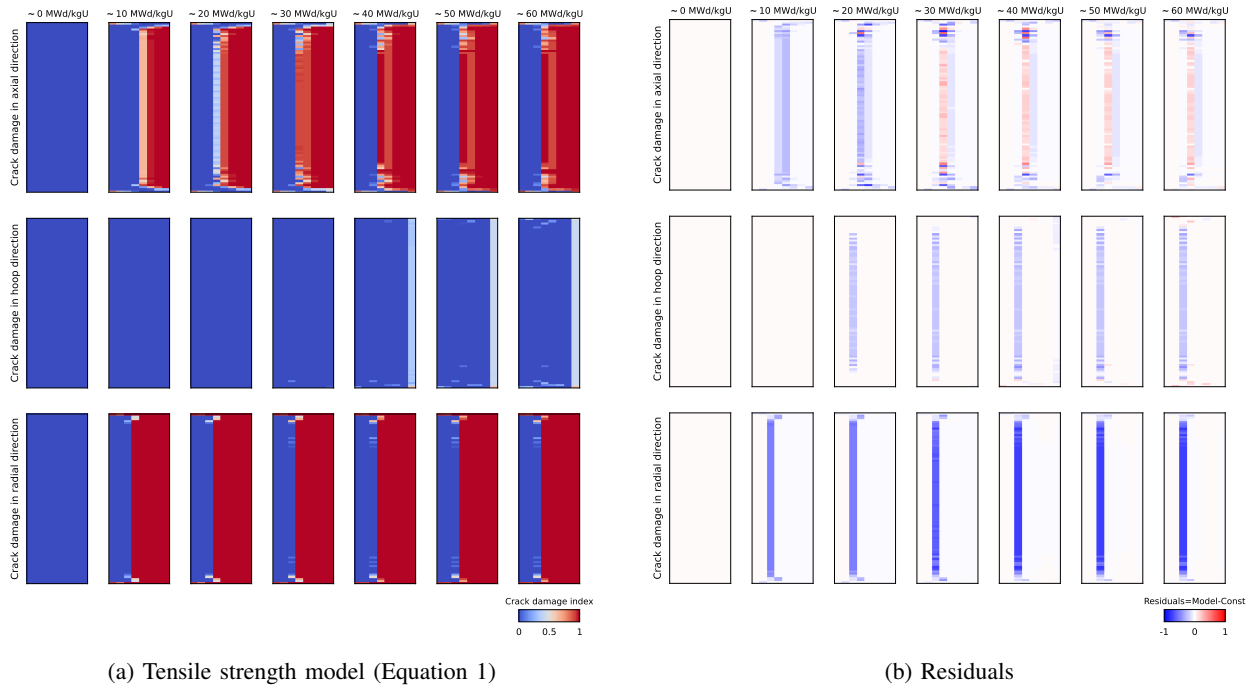 ~ 0 MWd/kgU ~ 10 MWd/kgU ~ 20 MWd/kgU ~ 30 MWd/kgU ~ 40 MWd/kgU ~ 50 MWd/kgU ~ 60 MWd/kgU
Crack damage in axial direction
Crack damage in hoop direction
Crack damage in radial direction
Crack damage index
0 0.5 1
(a) Tensile strength model (Equation 1)
~ 0 MWd/kgU ~ 10 MWd/kgU ~ 20 MWd/kgU ~ 30 MWd/kgU ~ 40 MWd/kgU ~ 50 MWd/kgU ~ 60 MWd/kgU
Crack damage in axial direction
Crack damage in hoop direction
Crack damage in radial direction
Residuals=Model-Const
-1 0 1
(b) Residuals